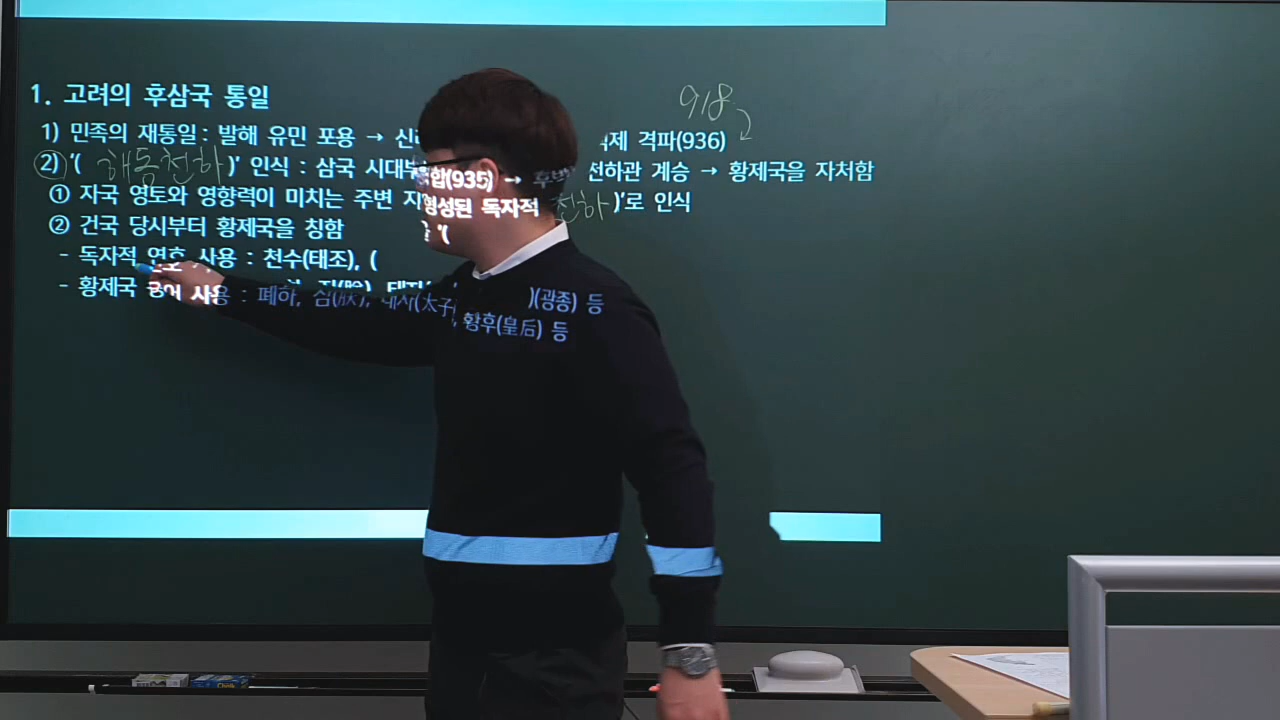 918
1. 고려의 후삼국 통일
1) 민족의 재통일 : 발해 유민 포용 → 신라 합(935) → 후백제 격파(936)
2) '( 해동천하 )' 인식 : 삼국 시대부 형성된 독자적 천하관 계승 → 황제국을 자처함
① 자국 영토와 영향력이 미치는 주변 지 을 '( 천하 )'로 인식
② 건국 당시부터 황제국을 칭함
- 독자적 연호 사용 : 천수(태조), ( )(광종) 등
- 황제국 용어 사용 : 폐하, 짐(朕), 태자(太子), 황후(皇后) 등